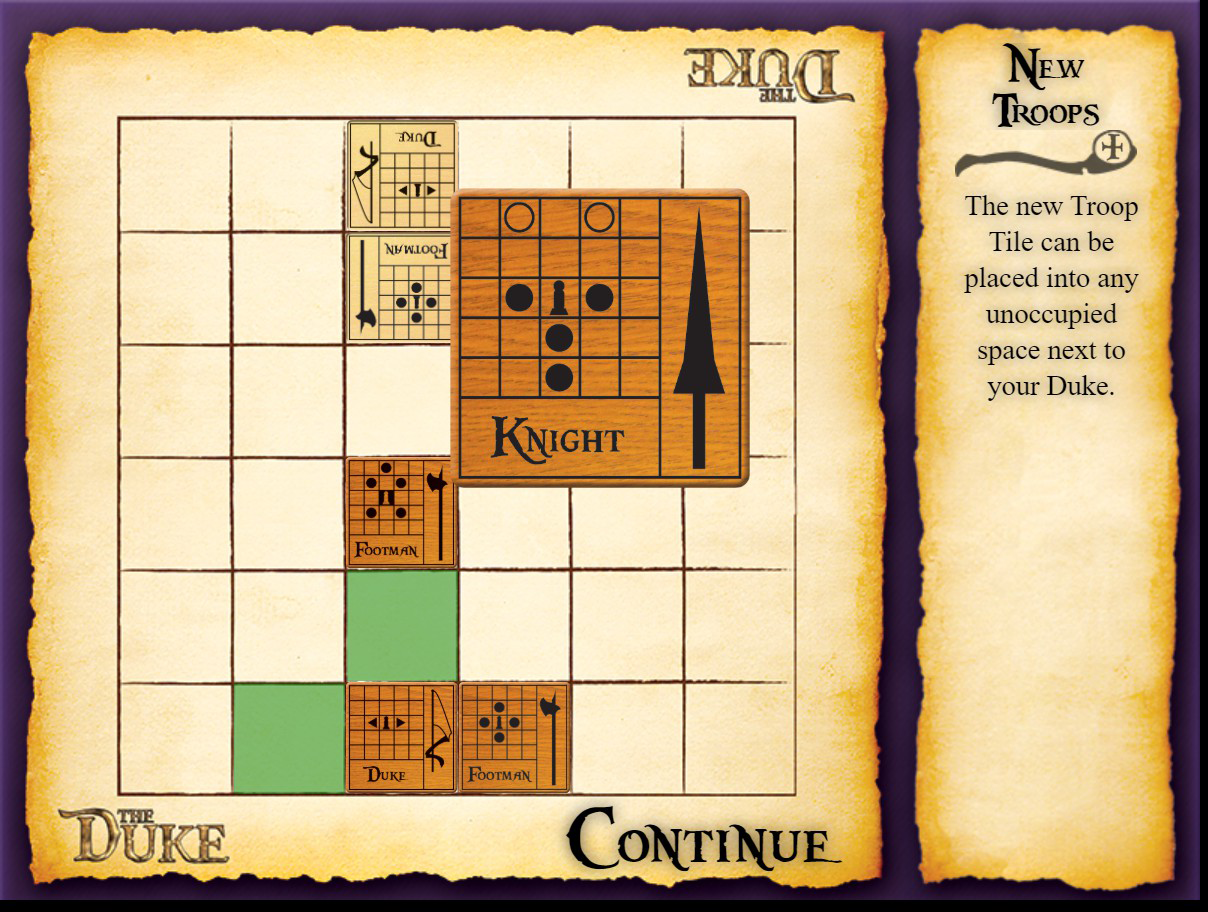 THE
DUKE
NEW
TROOPS
The new Troop
Tile can be
placed into any
unoccupied
space next to
your Duke.
DUKE
FOOTMAN
KNIGHT
FOOTMAN
DUKE
FOOTMAN
THE
DUKE
CONTINUE